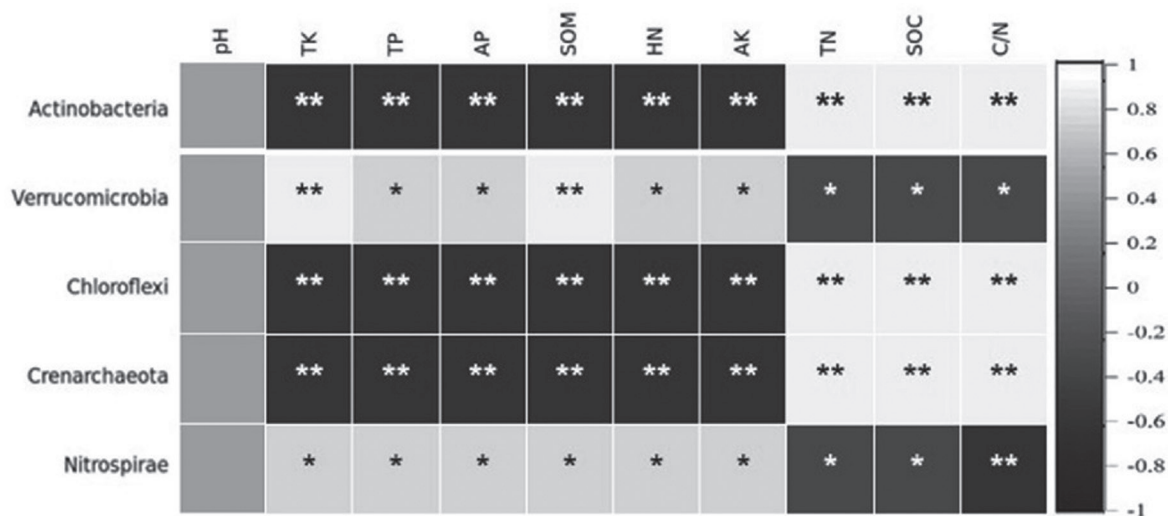 pH TK TP AP SOM HN AK TN SOC C/N
Actinobacteria ** ** ** ** ** ** ** ** **
Verrucomicrobia ** * * ** * * * * *
Chloroflexi ** ** ** ** ** ** ** ** **
Crenarchaeota ** ** ** ** ** ** ** ** **
Nitrospirae * * * * * * * * **
1
0.8
0.6
0.4
0.2
0
-0.2
-0.4
-0.6
-0.8
-1